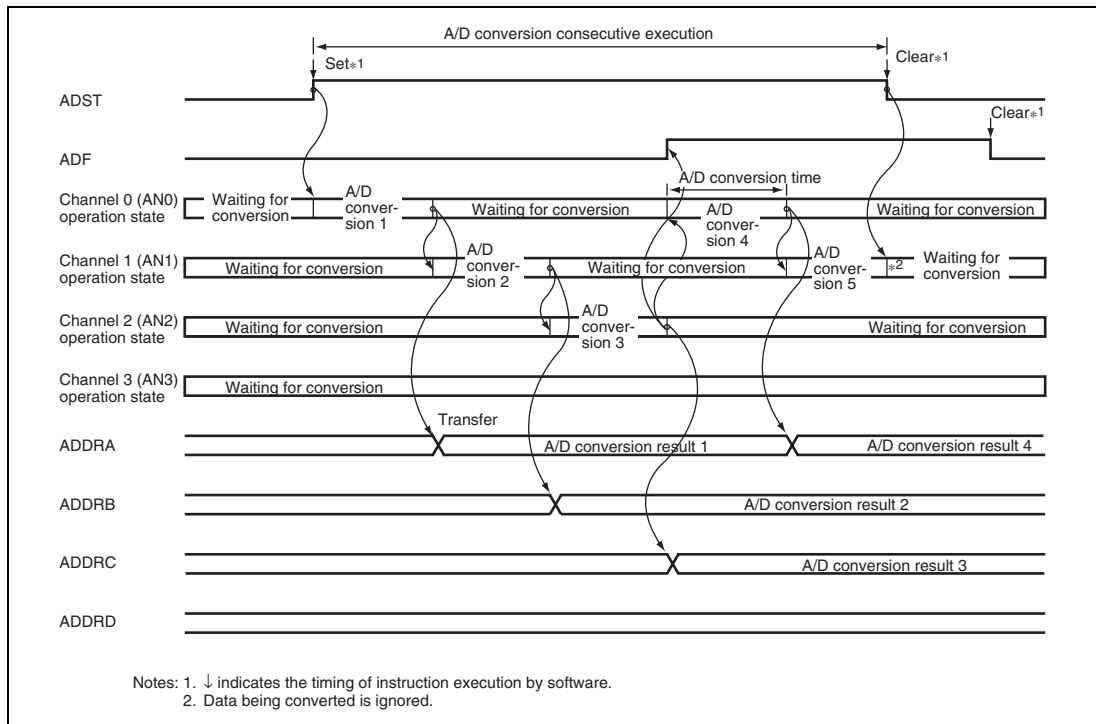 A/D conversion consecutive execution
Set*1
Clear*1
ADST
Clear*1
ADF
A/D conversion time
Channel 0 (AN0)
operation state
Waiting for
conversion
A/D
conver-
sion 1
Waiting for conversion
A/D
conver-
sion 4
Waiting for conversion
Channel 1 (AN1)
operation state
Waiting for conversion
A/D
conver-
sion 2
Waiting for conversion
A/D
conver-
sion 5
*2
Waiting for
conversion
Channel 2 (AN2)
operation state
Waiting for conversion
A/D
conver-
sion 3
Waiting for conversion
Channel 3 (AN3)
operation state
Waiting for conversion
Transfer
ADDRA
A/D conversion result 1
A/D conversion result 4
ADDRB
A/D conversion result 2
ADDRC
A/D conversion result 3
ADDRD
Notes: 1. ↓ indicates the timing of instruction execution by software.
2. Data being converted is ignored.